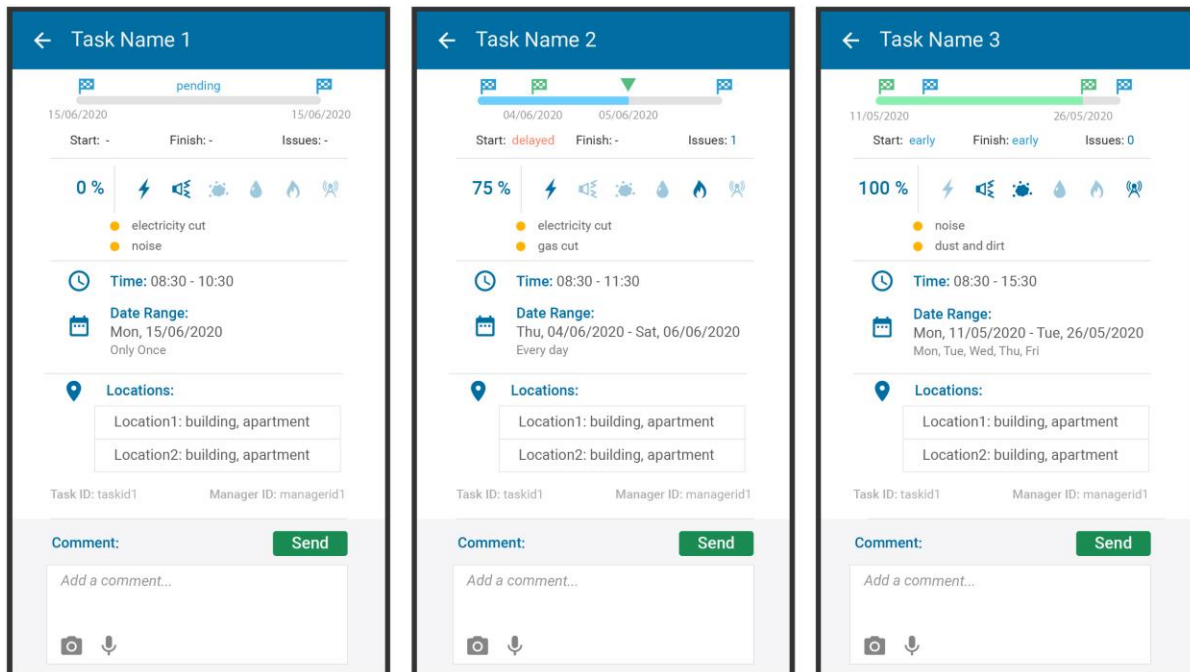 Task Name 1
pending
15/06/2020 15/06/2020
Start: - Finish: - Issues: -
0 %
electricity cut
noise
Time: 08:30 - 10:30
Date Range:
Mon, 15/06/2020
Only Once
Locations:
Location1: building, apartment
Location2: building, apartment
Task ID: taskid1 Manager ID: managerid1
Comment: Send
Add a comment...
Task Name 2
04/06/2020 05/06/2020
Start: delayed Finish: - Issues: 1
75 %
electricity cut
gas cut
Time: 08:30 - 11:30
Date Range:
Thu, 04/06/2020 - Sat, 06/06/2020
Every day
Locations:
Location1: building, apartment
Location2: building, apartment
Task ID: taskid1 Manager ID: managerid1
Comment: Send
Add a comment...
Task Name 3
11/05/2020 26/05/2020
Start: early Finish: early Issues: 0
100 %
noise
dust and dirt
Time: 08:30 - 15:30
Date Range:
Mon, 11/05/2020 - Tue, 26/05/2020
Mon, Tue, Wed, Thu, Fri
Locations:
Location1: building, apartment
Location2: building, apartment
Task ID: taskid1 Manager ID: managerid1
Comment: Send
Add a comment...